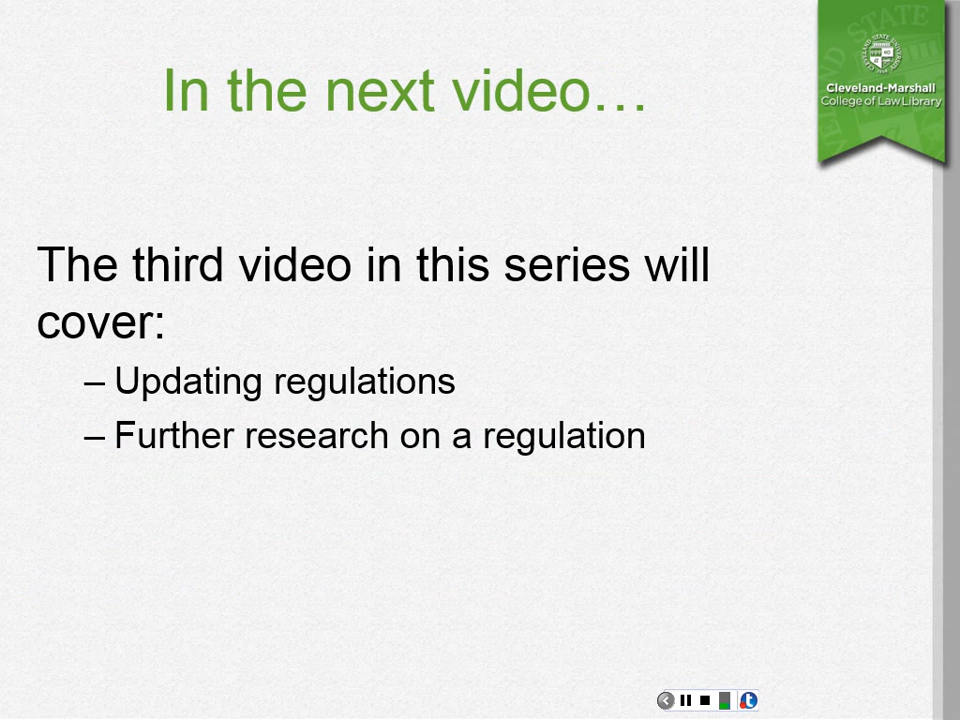 In the next video…
Cleveland-Marshall
College of Law Library
The third video in this series will
cover:
– Updating regulations
– Further research on a regulation